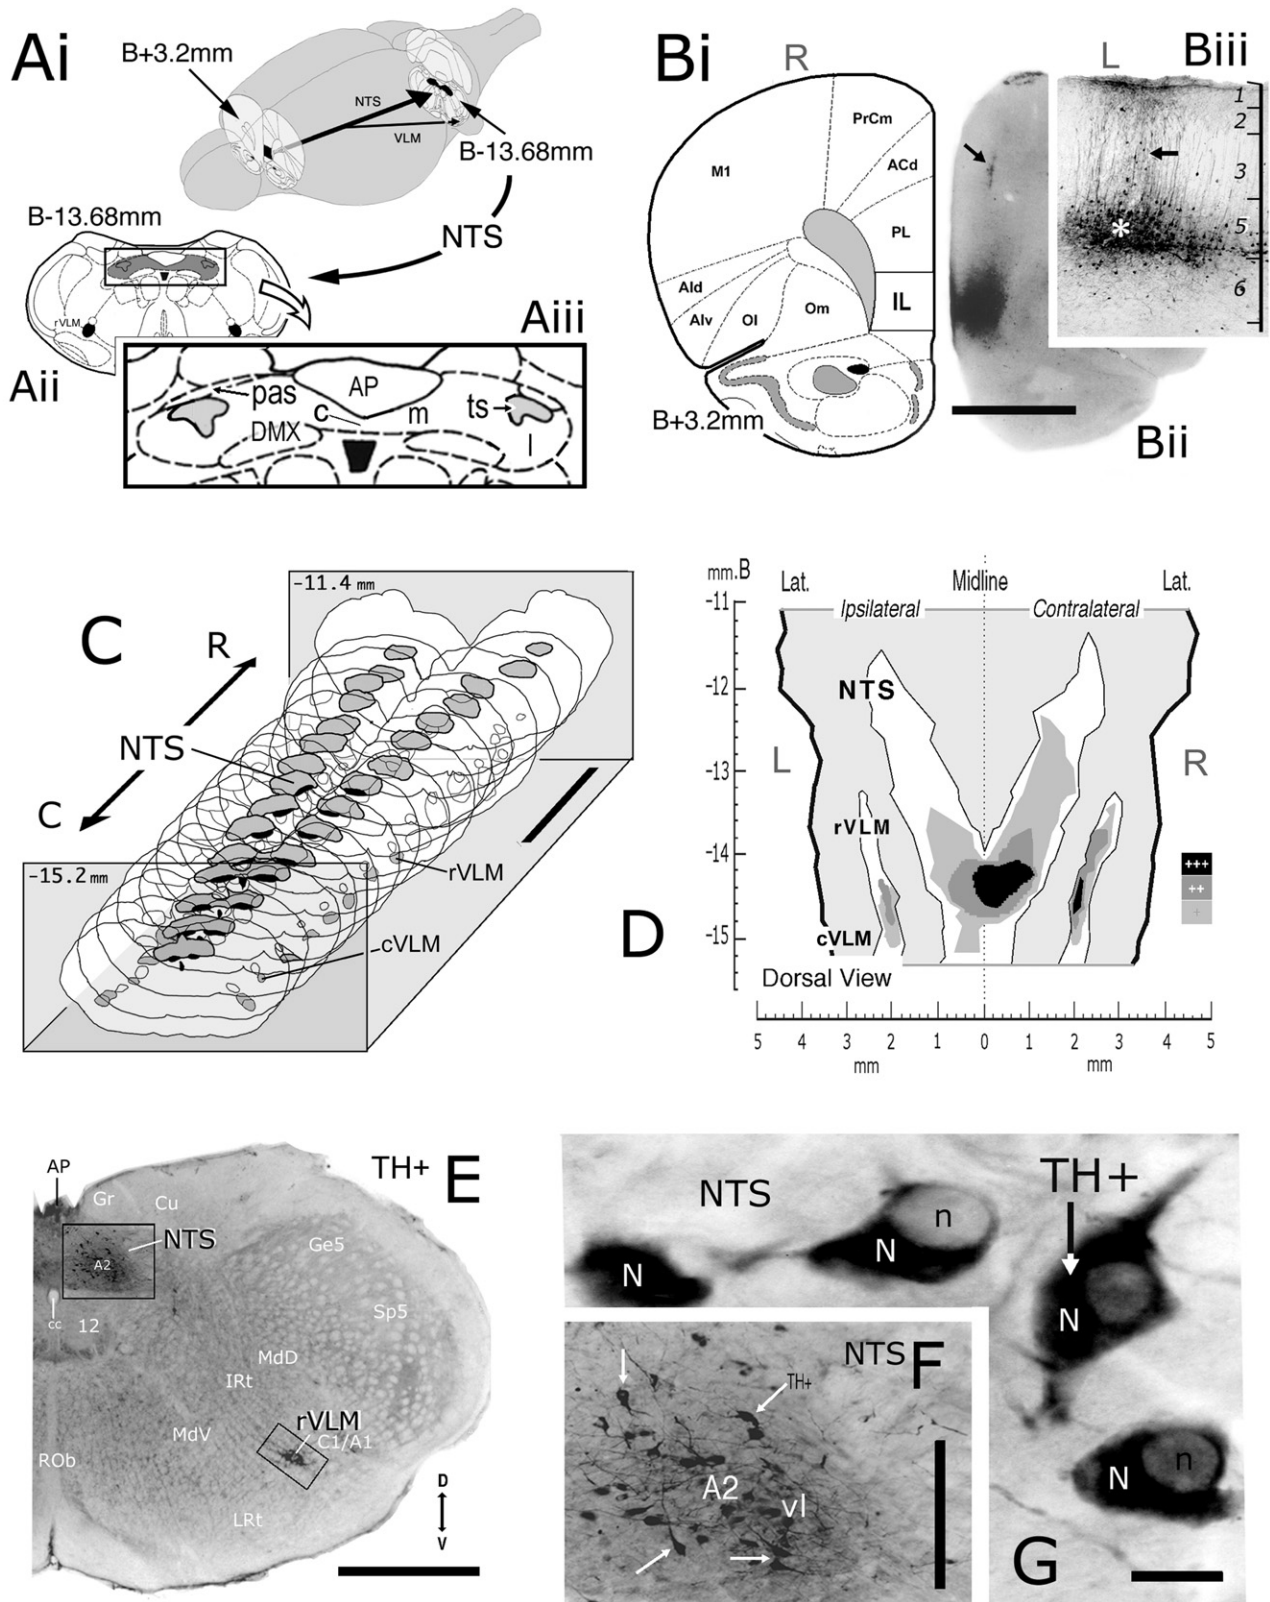 Ai
B+3.2mm
NTS
VLM
B-13.68mm
B-13.68mm
NTS
rVLM
Aii
Aiii
pas
AP
c
m
ts
DMX
l
Bi
R
PrCm
M1
ACd
PL
AId
AIv
OI
Om
IL
B+3.2mm
Bii
L
Biii
1
2
3
5
*
6
C
-11.4 mm
R
NTS
C
-15.2 mm
rVLM
cVLM
D
mm.B
Lat.
Midline
Lat.
Ipsilateral
Contralateral
-11
-12
-13
-14
-15
NTS
L
R
rVLM
cVLM
+++
++
+
Dorsal View
5 4 3 2 1 0 1 2 3 4 5
mm
mm
TH+ E
AP
Gr
Cu
NTS
A2
Ge5
Sp5
cc
12
MdD
IRt
rVLM
C1/A1
MdV
ROb
LRt
D
V
NTS
TH+
n
N
N
N
N
n
G
NTS F
TH+
A2
vl